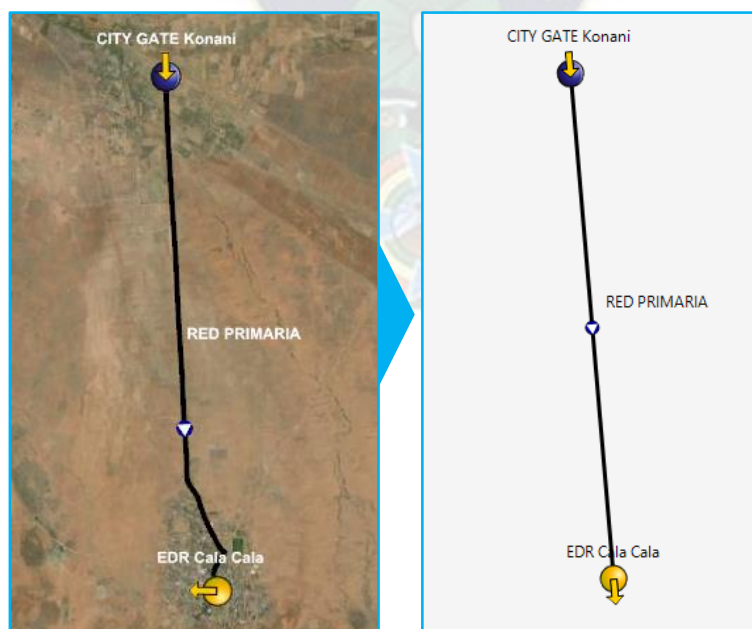 CITY GATE Konani
RED PRIMARIA
EDR Cala Cala
CITY GATE Konani
RED PRIMARIA
EDR Cala Cala